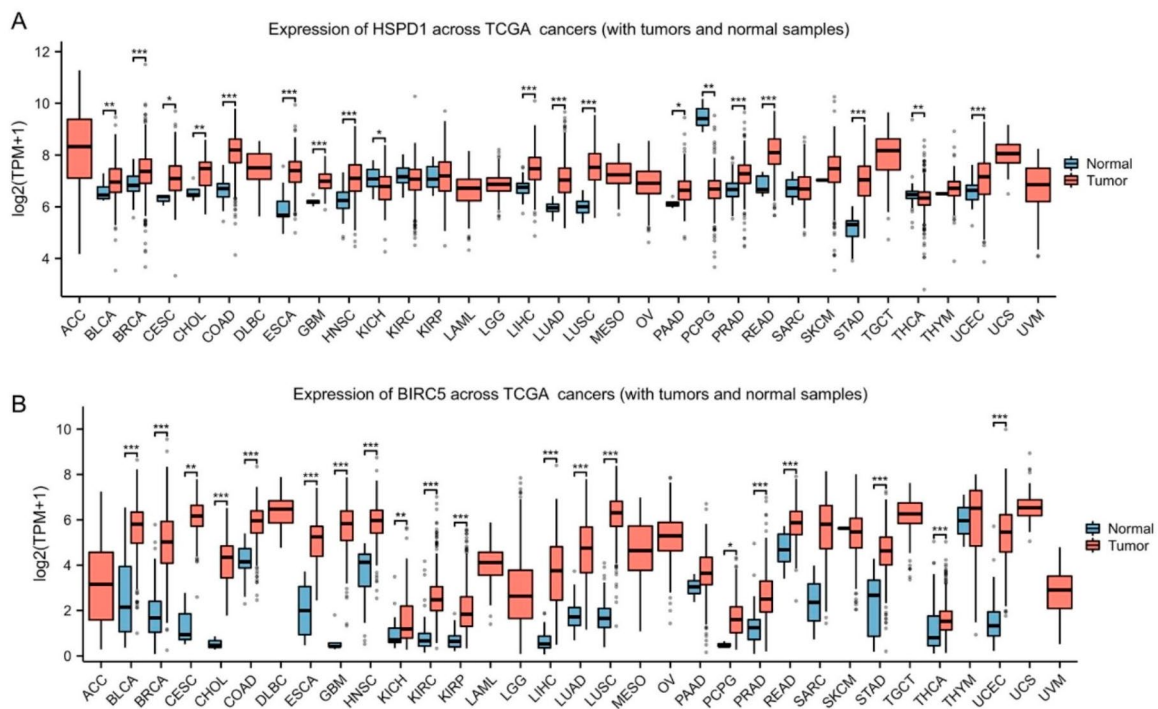 A
Expression of HSPD1 across TCGA cancers (with tumors and normal samples)
log2(TPM+1)
12
10
8
6
4
** *** * ** *** *** *** *** * *** *** *** * ** *** *** *** ** ***
Normal
Tumor
ACC BLCA BRCA CESC CHOL COAD DLBC ESCA GBM HNSC KICH KIRC KIRP LAML LGG LIHC LUAD LUSC MESO OV PAAD PCPG PRAD READ SARC SKCM STAD TGCT THCA THYM UCEC UCS UVM
B
Expression of BIRC5 across TCGA cancers (with tumors and normal samples)
log2(TPM+1)
10
8
6
4
2
0
*** *** ** *** *** *** *** *** ** *** *** *** *** *** * *** *** *** *** ***
Normal
Tumor
ACC BLCA BRCA CESC CHOL COAD DLBC ESCA GBM HNSC KICH KIRC KIRP LAML LGG LIHC LUAD LUSC MESO OV PAAD PCPG PRAD READ SARC SKCM STAD TGCT THCA THYM UCEC UCS UVM